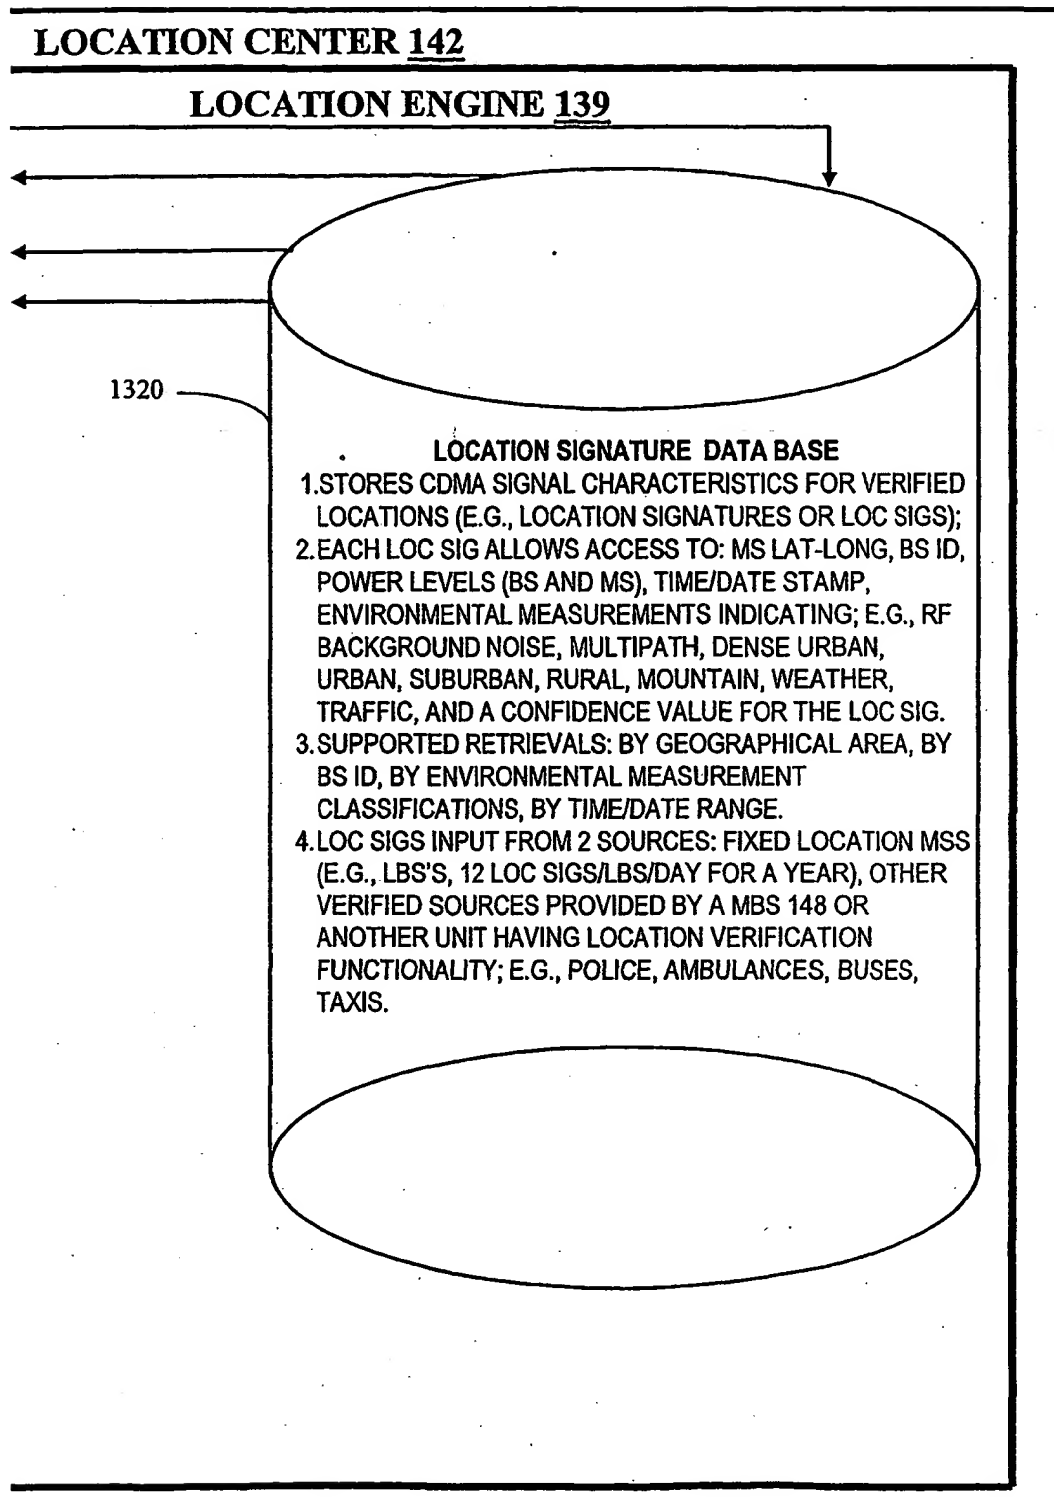 LOCATION CENTER 142
LOCATION ENGINE 139
1320
LOCATION SIGNATURE DATA BASE
1.STORES CDMA SIGNAL CHARACTERISTICS FOR VERIFIED
LOCATIONS (E.G., LOCATION SIGNATURES OR LOC SIGS);
2.EACH LOC SIG ALLOWS ACCESS TO: MS LAT-LONG, BS ID,
POWER LEVELS (BS AND MS), TIME/DATE STAMP,
ENVIRONMENTAL MEASUREMENTS INDICATING; E.G., RF
BACKGROUND NOISE, MULTIPATH, DENSE URBAN,
URBAN, SUBURBAN, RURAL, MOUNTAIN, WEATHER,
TRAFFIC, AND A CONFIDENCE VALUE FOR THE LOC SIG.
3.SUPPORTED RETRIEVALS: BY GEOGRAPHICAL AREA, BY
BS ID, BY ENVIRONMENTAL MEASUREMENT
CLASSIFICATIONS, BY TIME/DATE RANGE.
4.LOC SIGS INPUT FROM 2 SOURCES: FIXED LOCATION MSS
(E.G., LBS'S, 12 LOC SIGS/LBS/DAY FOR A YEAR), OTHER
VERIFIED SOURCES PROVIDED BY A MBS 148 OR
ANOTHER UNIT HAVING LOCATION VERIFICATION
FUNCTIONALITY; E.G., POLICE, AMBULANCES, BUSES,
TAXIS.